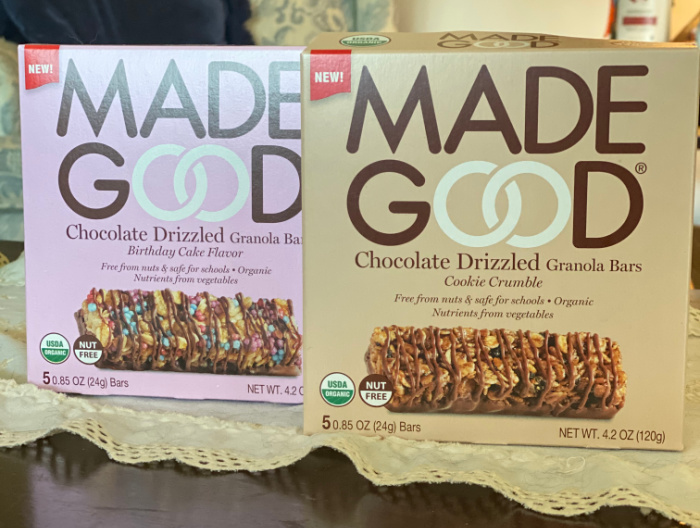 NEW!
MADE
GOOD
Chocolate Drizzled Granola Ba
Birthday Cake Flavor
Free from nuts & safe for schools • Organic
Nutrients from vegetables
USDA
ORGANIC
NUT
FREE
5 0.85 OZ (24g) Bars
NET WT. 4.2
MADE
GOOD
NEW!
MADE
GOOD®
Chocolate Drizzled Granola Bars
Cookie Crumble
Free from nuts & safe for schools • Organic
Nutrients from vegetables
USDA
ORGANIC
NUT
FREE
5 0.85 OZ (24g) Bars
NET WT. 4.2 OZ (120g)